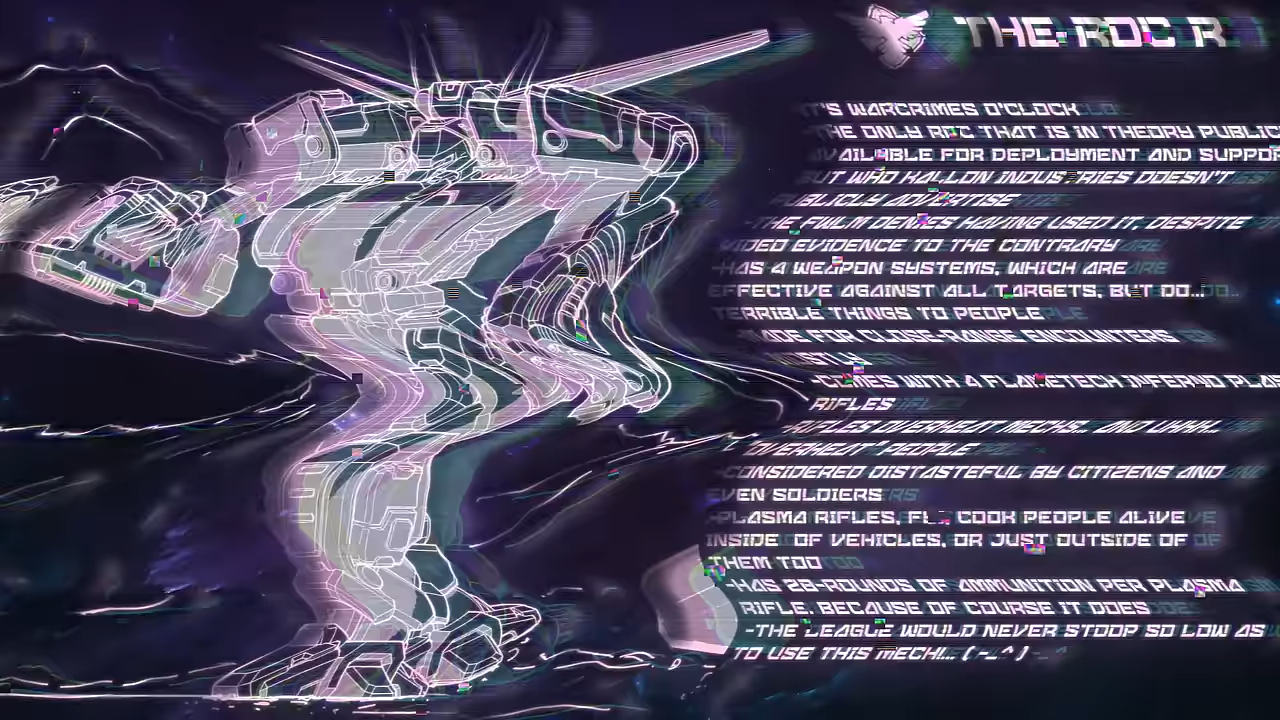 THE ROC R
IT'S WARCRIMES O'CLOCK
THE ONLY ROC THAT IS IN THEORY PUBLIC
AVAILABLE FOR DEPLOYMENT AND SUPPOR
BUT WHO KALLON INDUSTRIES DOESN'T
PUBLICLY ADVERTISE
-THE FWLM DENIES HAVING USED IT, DESPITE
VIDEO EVIDENCE TO THE CONTRARY
-HAS 4 WEAPON SYSTEMS, WHICH ARE
EFFECTIVE AGAINST ALL TARGETS, BUT DO...
TERRIBLE THINGS TO PEOPLE
-MADE FOR CLOSE-RANGE ENCOUNTERS
MOSTLY
-COMES WITH 4 FLAMETECH INFERNO PLAS
RIFLES
-RIFLES OVERHEAT MECHS.. AND UHHH..
"OVERHEAT" PEOPLE
-CONSIDERED DISTASTEFUL BY CITIZENS AND
EVEN SOLDIERS
-PLASMA RIFLES, COOK PEOPLE ALIVE
INSIDE OF VEHICLES, OR JUST OUTSIDE OF
THEM TOO
-HAS 28-ROUNDS OF AMMUNITION PER PLASMA
RIFLE. BECAUSE OF COURSE IT DOES
-THE LEAGUE WOULD NEVER STOOP SO LOW AS
TO USE THIS MECH!... ( -_^ )